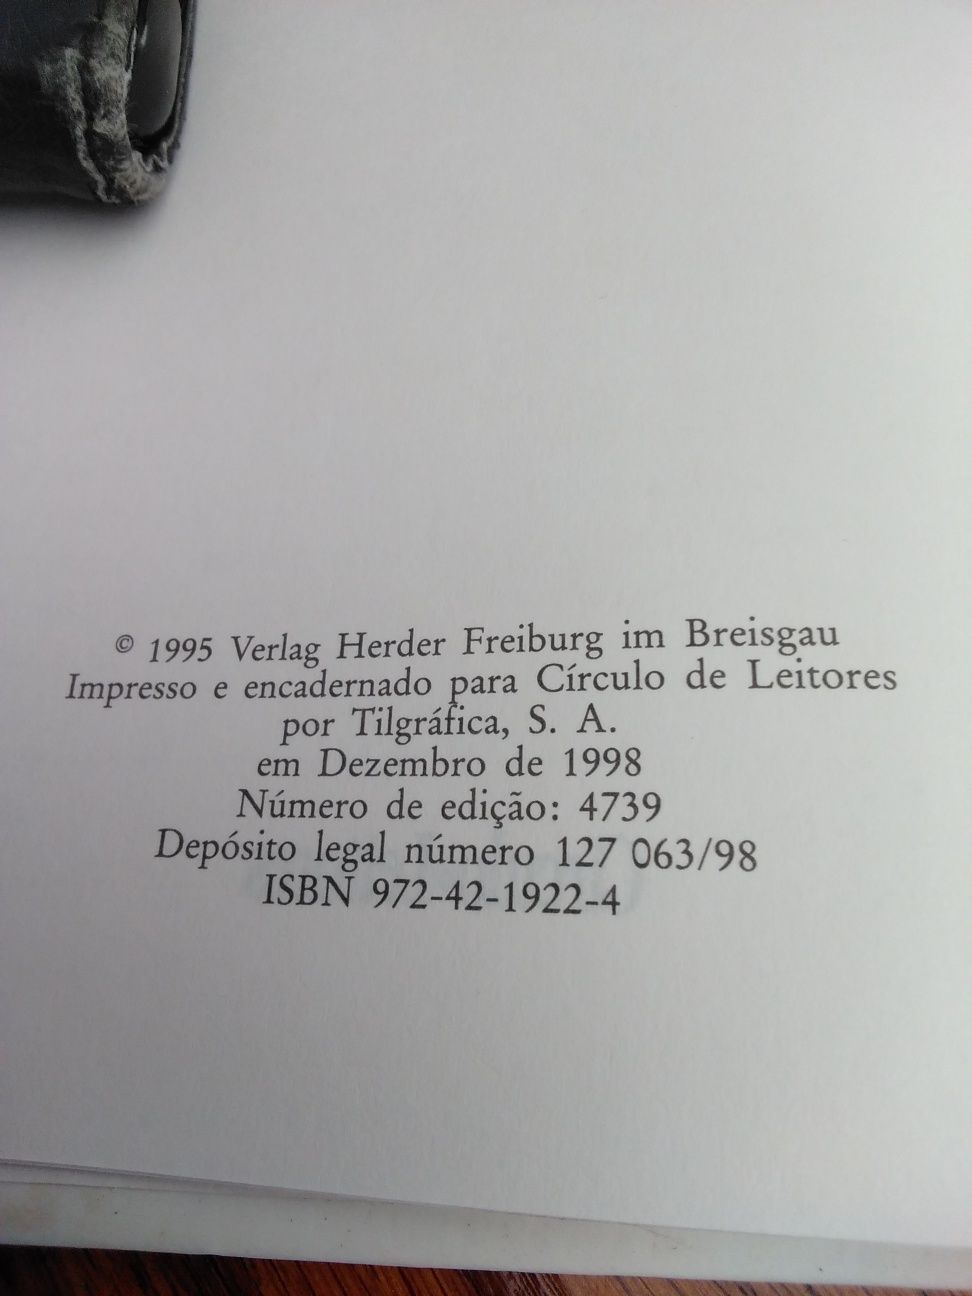 © 1995 Verlag Herder Freiburg im Breisgau
Impresso e encadernado para Círculo de Leitores
por Tilgráfica, S. A.
em Dezembro de 1998
Número de edição: 4739
Depósito legal número 127 063/98
ISBN 972-42-1922-4